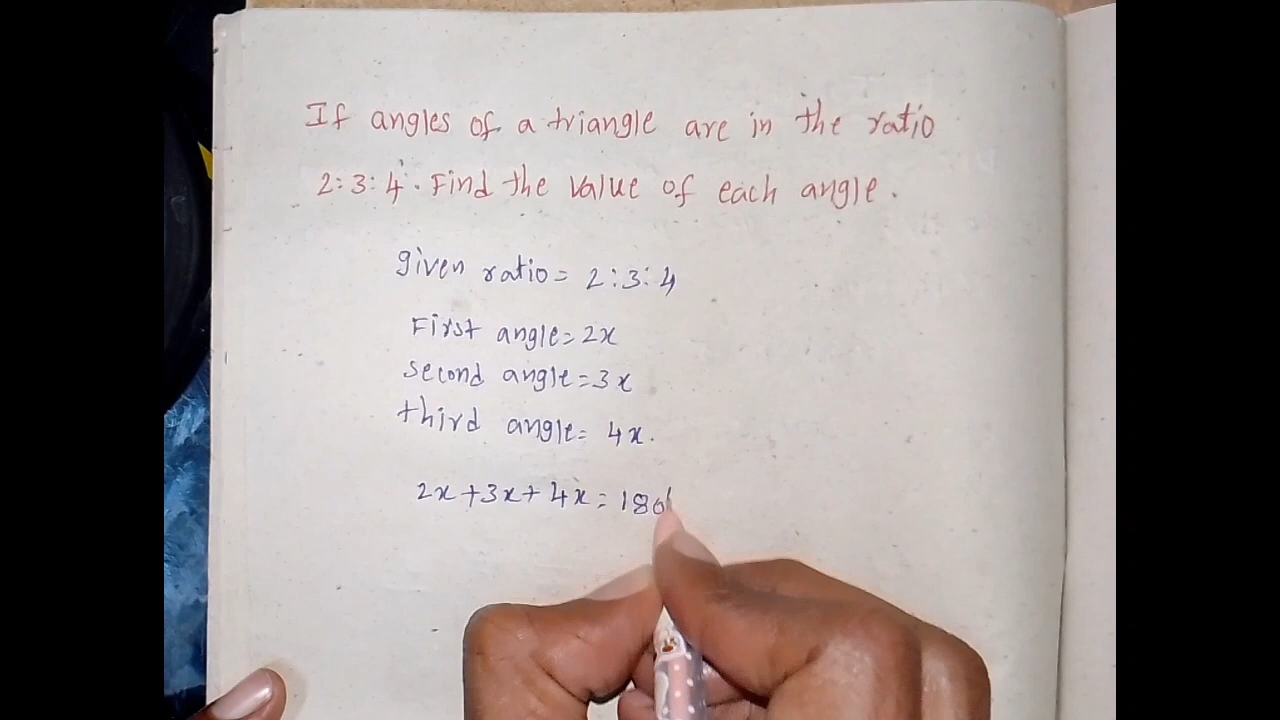 If angles of a triangle are in the ratio
2:3:4. Find the value of each angle.
given ratio = 2:3:4
First angle = 2x
second angle = 3x
third angle = 4x.
2x+3x+4x = 180